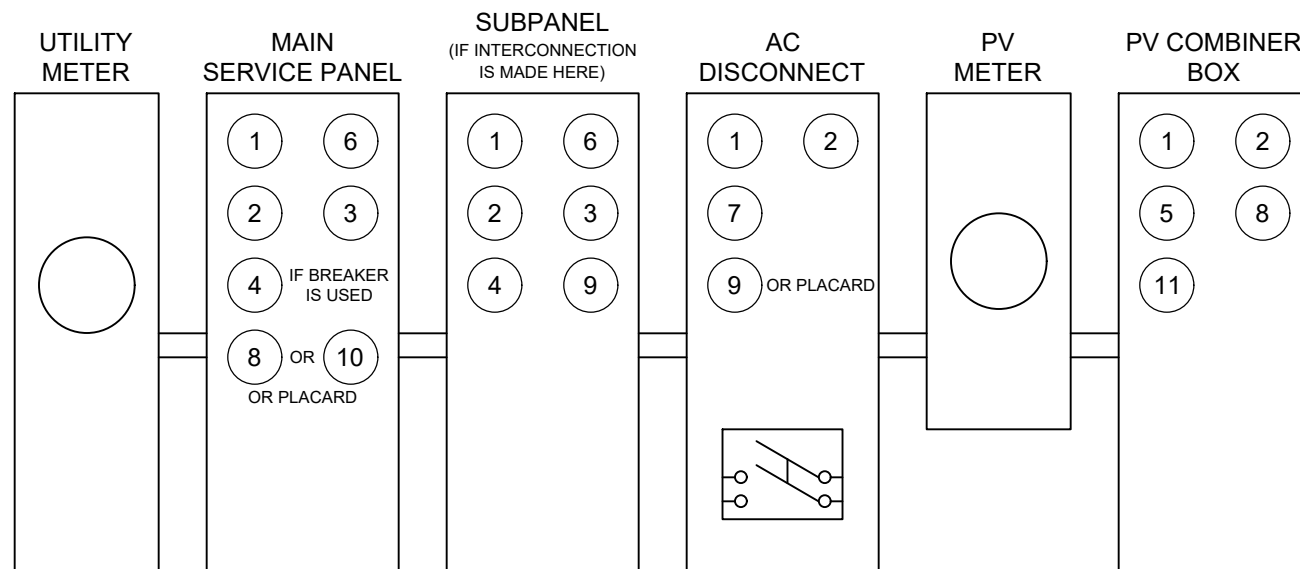 UTILITY
METER
MAIN
SERVICE PANEL
SUBPANEL
(IF INTERCONNECTION
IS MADE HERE)
AC
DISCONNECT
PV
METER
PV COMBINER
BOX
1 6
2 3
4 IF BREAKER
IS USED
8 OR 10
OR PLACARD
1 6
2 3
4 9
1 2
7
9 OR PLACARD
1 2
5 8
11